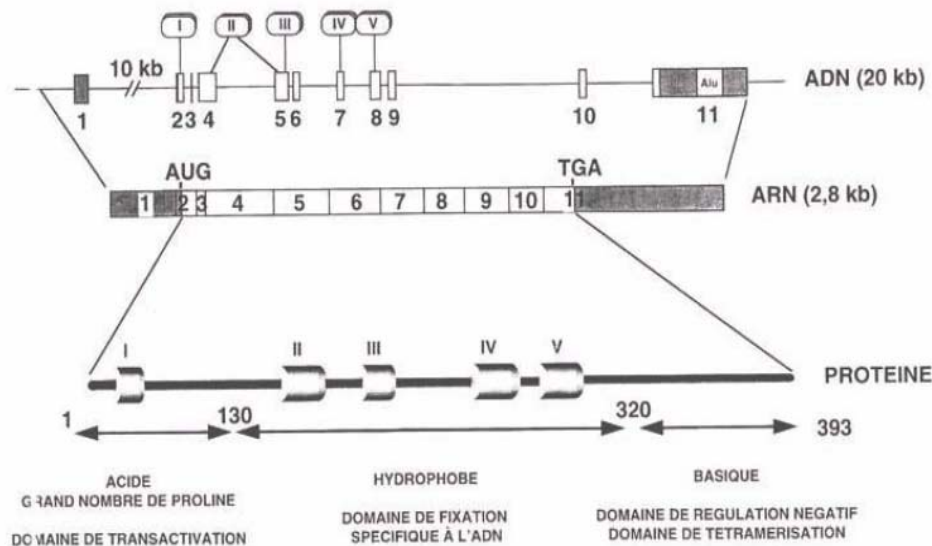 I II III IV V
10 kb
ADN (20 kb)
Alu
1 2 3 4 5 6 7 8 9 10 11
AUG TGA
1 2 3 4 5 6 7 8 9 10 11
ARN (2,8 kb)
I II III IV V
PROTEINE
1 130 320 393
ACIDE
GRAND NOMBRE DE PROLINE
DOMAINE DE TRANSACTIVATION
HYDROPHOBE
DOMAINE DE FIXATION
SPECIFIQUE À L'ADN
BASIQUE
DOMAINE DE REGULATION NEGATIF
DOMAINE DE TETRAMERISATION